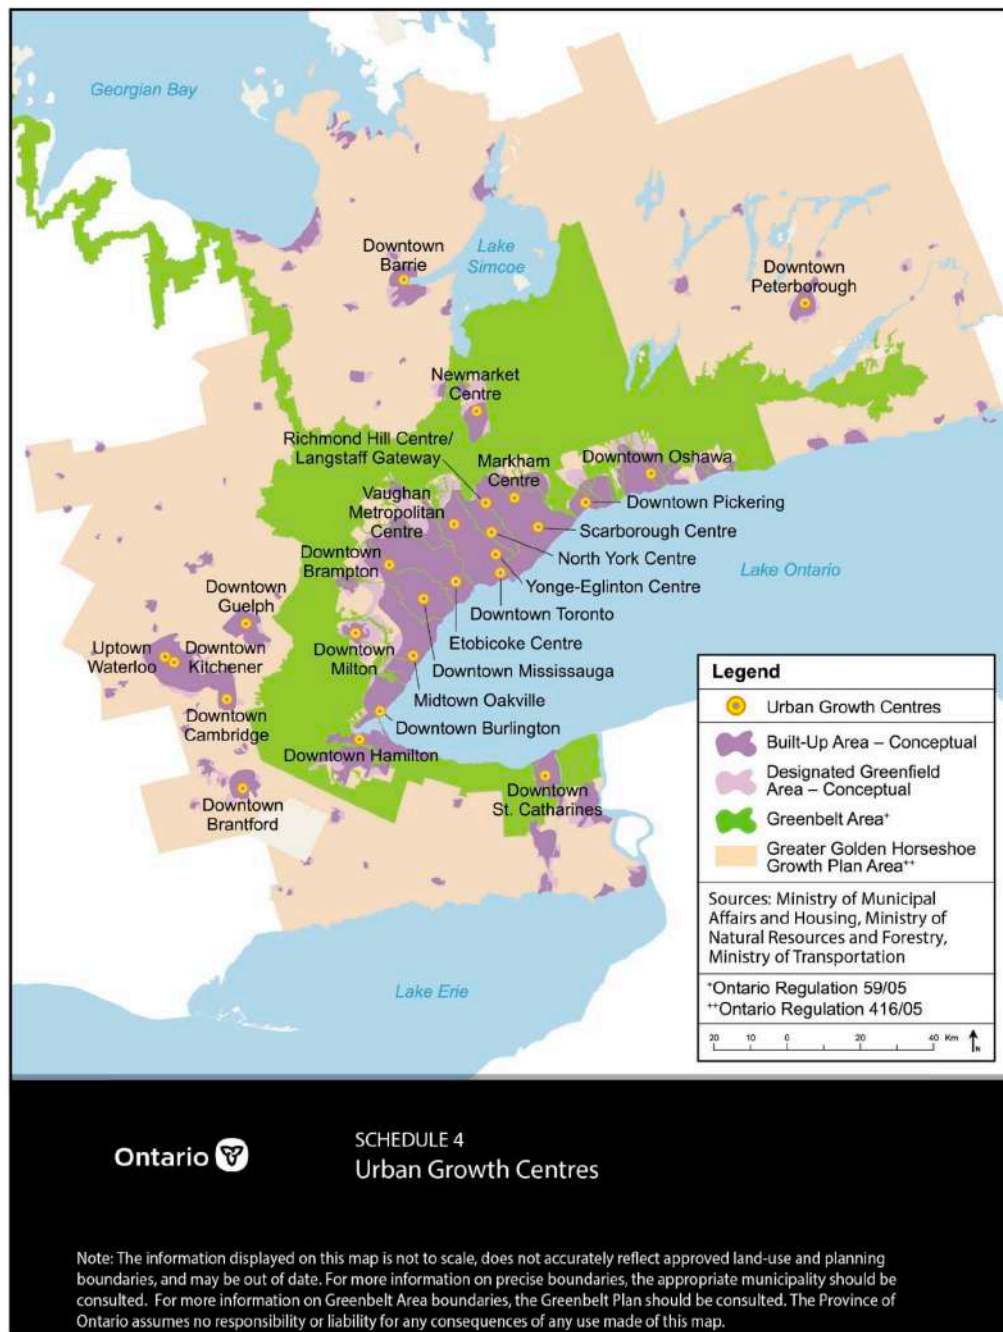 Georgian Bay
Lake
Simcoe
Downtown
Barrie
Downtown
Peterborough
Newmarket
Centre
Richmond Hill Centre/
Langstaff Gateway
Markham
Centre
Downtown Oshawa
Vaughan
Metropolitan
Centre
Downtown Pickering
Scarborough Centre
North York Centre
Downtown
Brampton
Yonge-Eglinton Centre
Lake Ontario
Downtown
Guelph
Downtown Toronto
Etobicoke Centre
Uptown
Waterloo
Downtown
Kitchener
Downtown
Milton
Downtown Mississauga
Midtown Oakville
Downtown
Cambridge
Downtown Burlington
Downtown Hamilton
Downtown
Brantford
Downtown
St. Catharines
Lake Erie
Legend
Urban Growth Centres
Built-Up Area – Conceptual
Designated Greenfield
Area – Conceptual
Greenbelt Area+
Greater Golden Horseshoe
Growth Plan Area++
Sources: Ministry of Municipal
Affairs and Housing, Ministry of
Natural Resources and Forestry,
Ministry of Transportation
+Ontario Regulation 59/05
++Ontario Regulation 416/05
20 10 0 20 40 Km
N
Ontario
SCHEDULE 4
Urban Growth Centres
Note: The information displayed on this map is not to scale, does not accurately reflect approved land-use and planning
boundaries, and may be out of date. For more information on precise boundaries, the appropriate municipality should be
consulted. For more information on Greenbelt Area boundaries, the Greenbelt Plan should be consulted. The Province of
Ontario assumes no responsibility or liability for any consequences of any use made of this map.